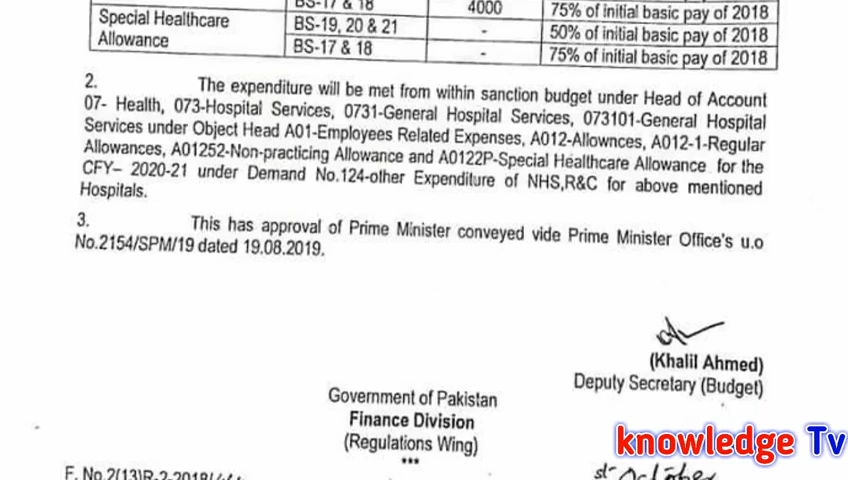 BS-17 & 18 4000 75% of initial basic pay of 2018
Special Healthcare Allowance BS-19, 20 & 21 - 50% of initial basic pay of 2018
BS-17 & 18 - 75% of initial basic pay of 2018
2. The expenditure will be met from within sanction budget under Head of Account
07- Health, 073-Hospital Services, 0731-General Hospital Services, 073101-General Hospital
Services under Object Head A01-Employees Related Expenses, A012-Allownces, A012-1-Regular
Allowances, A01252-Non-practicing Allowance and A0122P-Special Healthcare Allowance for the
CFY– 2020-21 under Demand No.124-other Expenditure of NHS,R&C for above mentioned
Hospitals.
3. This has approval of Prime Minister conveyed vide Prime Minister Office's u.o
No.2154/SPM/19 dated 19.08.2019.
(Khalil Ahmed)
Deputy Secretary (Budget)
Government of Pakistan
Finance Division
(Regulations Wing)
***
knowledge Tv
F. No.2(13)R-2-2018/
st October